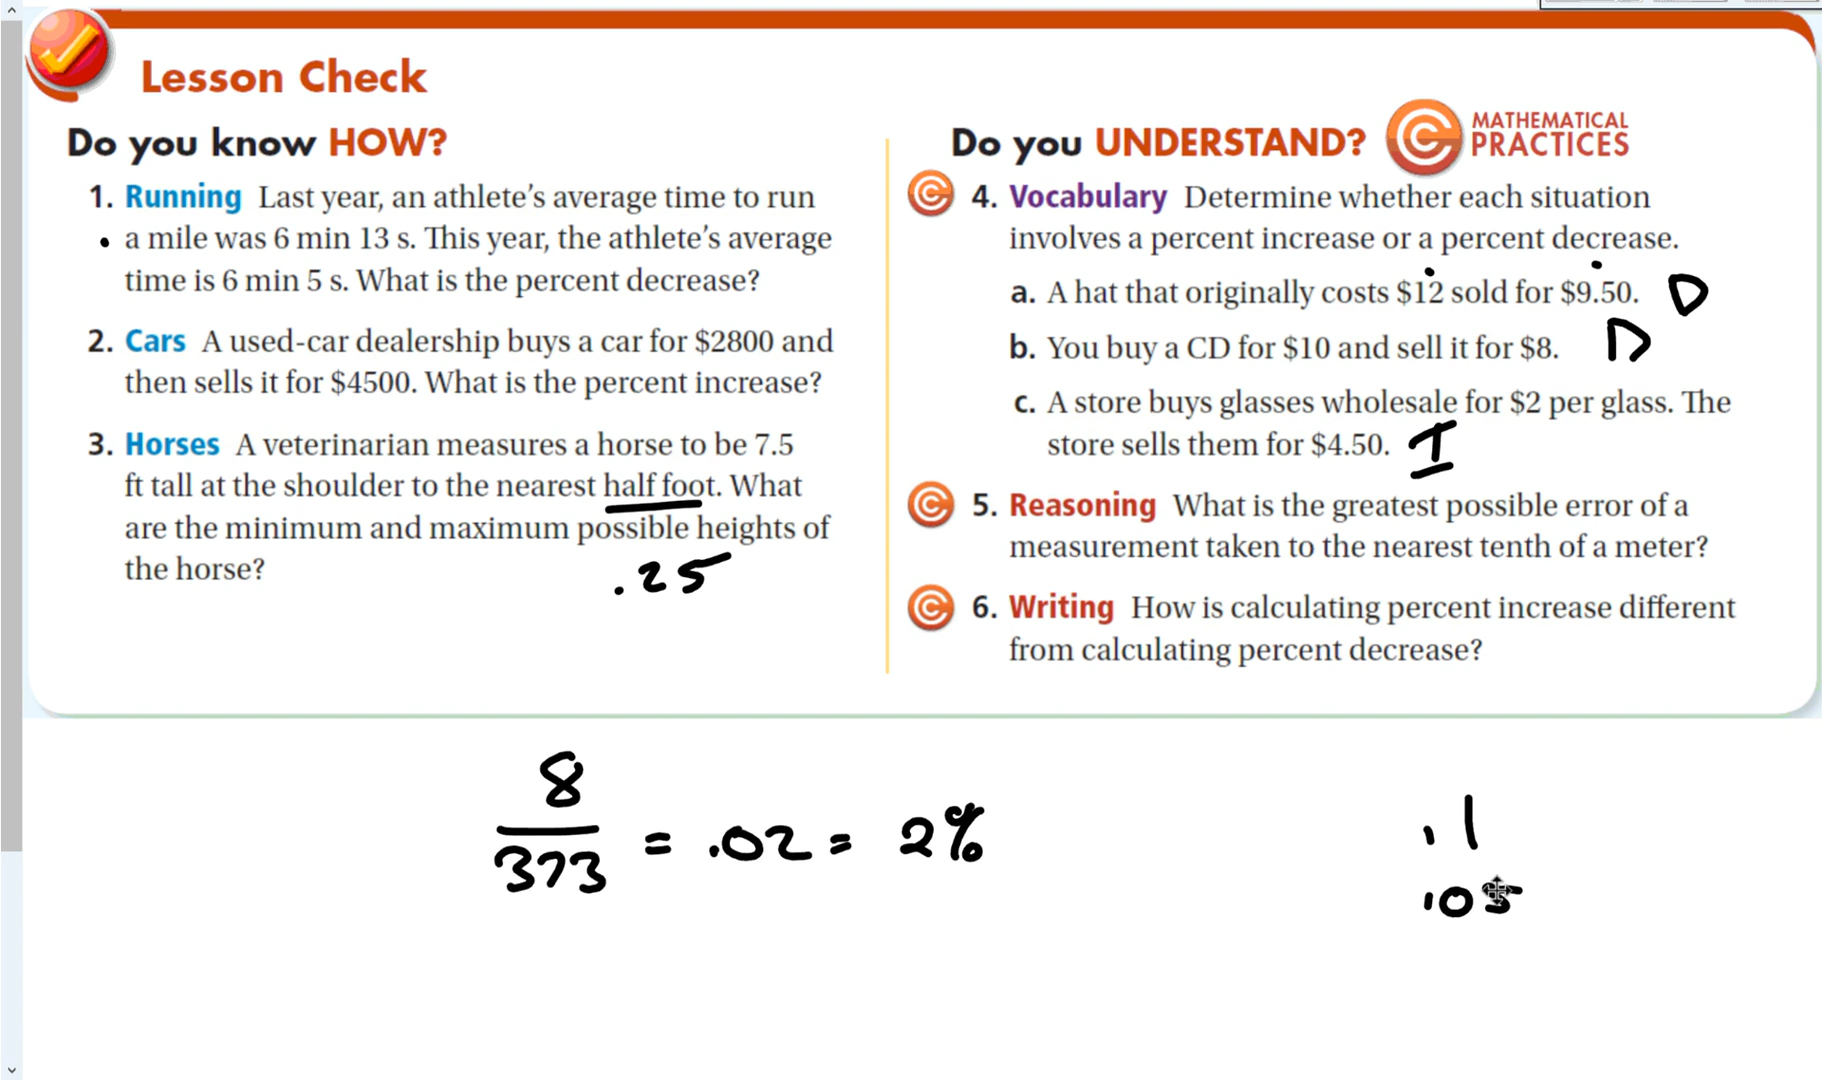 Lesson Check
Do you know HOW?
1. Running Last year, an athlete's average time to run
a mile was 6 min 13 s. This year, the athlete's average
time is 6 min 5 s. What is the percent decrease?
2. Cars A used-car dealership buys a car for $2800 and
then sells it for $4500. What is the percent increase?
3. Horses A veterinarian measures a horse to be 7.5
ft tall at the shoulder to the nearest half foot. What
are the minimum and maximum possible heights of
the horse?
.25
Do you UNDERSTAND?
MATHEMATICAL
PRACTICES
4. Vocabulary Determine whether each situation
involves a percent increase or a percent decrease.
a. A hat that originally costs $12 sold for $9.50. D
b. You buy a CD for $10 and sell it for $8. D
c. A store buys glasses wholesale for $2 per glass. The
store sells them for $4.50. I
5. Reasoning What is the greatest possible error of a
measurement taken to the nearest tenth of a meter?
6. Writing How is calculating percent increase different
from calculating percent decrease?
8
373 = .02 = 2%
.1
.05